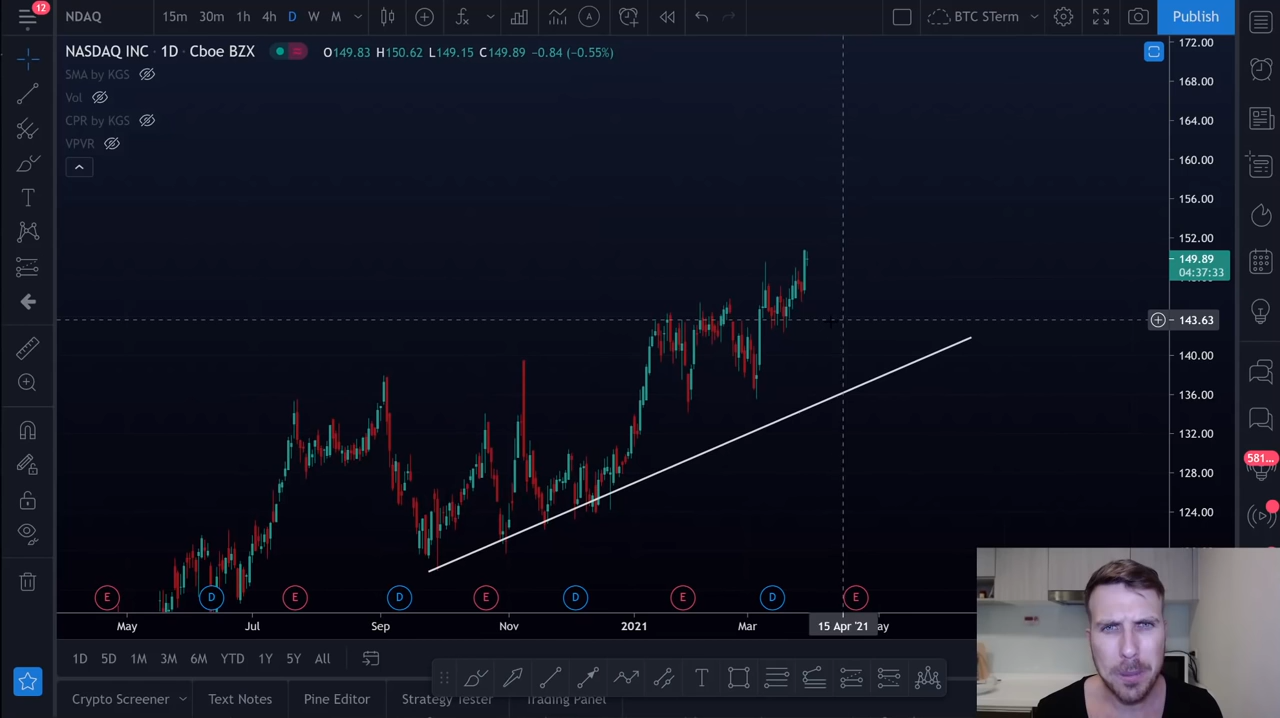 12
NDAQ 15m 30m 1h 4h D W M BTC STerm Publish
NASDAQ INC · 1D · Cboe BZX O149.83 H150.62 L149.15 C149.89 −0.84 (−0.55%)
SMA by KGS
Vol
CPR by KGS
VPVR
172.00
168.00
164.00
160.00
156.00
152.00
149.89
04:37:33
143.63
140.00
136.00
132.00
128.00
124.00
581...
E D E D E D E D E
May Jul Sep Nov 2021 Mar 15 Apr '21 ay
1D 5D 1M 3M 6M YTD 1Y 5Y All
Crypto Screener Text Notes Pine Editor Strategy Tester Trading Panel